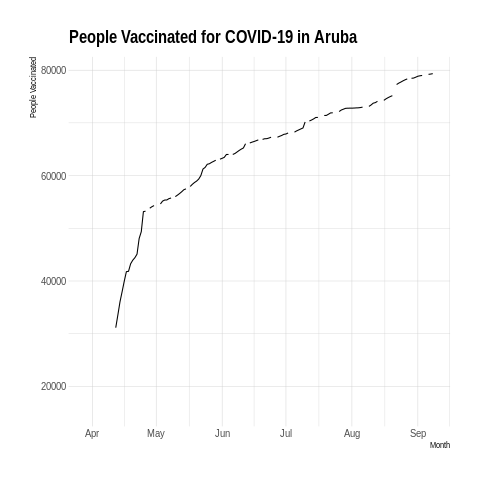 People Vaccinated for COVID-19 in Aruba
People Vaccinated
80000
60000
40000
20000
Apr May Jun Jul Aug Sep
Month